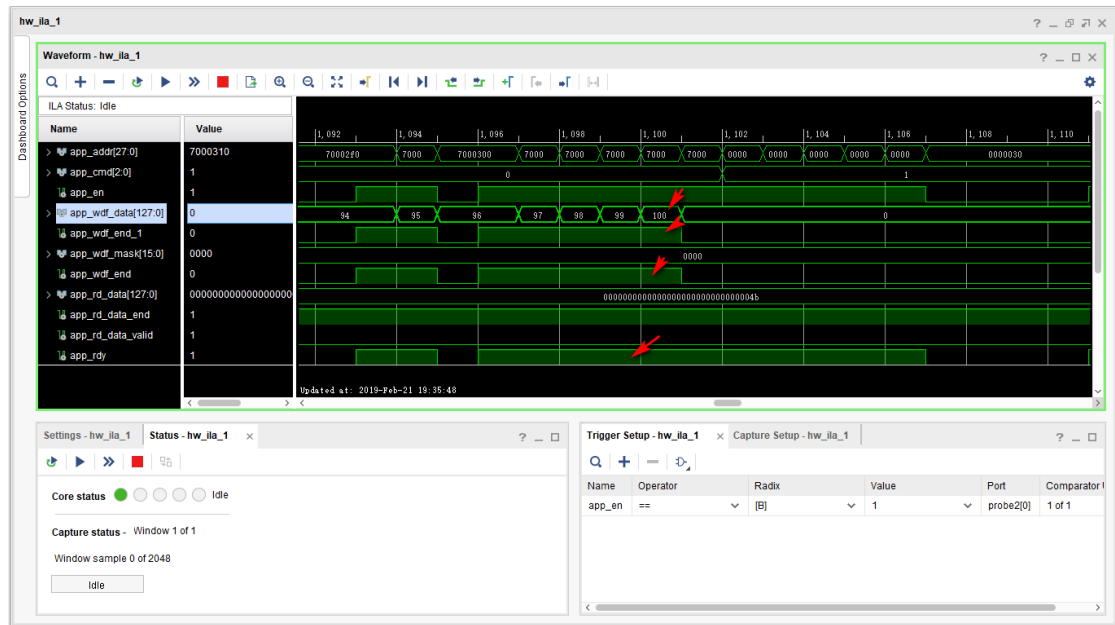 hw_ila_1
Dashboard Options
Waveform - hw_ila_1
ILA Status: Idle
Name Value
1,092 1,094 1,096 1,098 1,100 1,102 1,104 1,106 1,108 1,110
app_addr[27:0] 7000310 70002f0 7000 7000300 7000 7000 7000 7000 7000 0000 0000 0000 0000 0000 0000030
app_cmd[2:0] 1 0 1
app_en 1
app_wdf_data[127:0] 0 94 95 96 97 98 99 100 0
app_wdf_end_1 0
app_wdf_mask[15:0] 0000 0000
app_wdf_end 0
app_rd_data[127:0] 00000000000000000 0000000000000000000000000000004b
app_rd_data_end 1
app_rd_data_valid 1
app_rdy 1
Updated at: 2019-Feb-21 19:35:48
Settings - hw_ila_1 Status - hw_ila_1
Core status Idle
Capture status - Window 1 of 1
Window sample 0 of 2048
Idle
Trigger Setup - hw_ila_1 Capture Setup - hw_ila_1
Name Operator Radix Value Port Comparator
app_en == [B] 1 probe2[0] 1 of 1